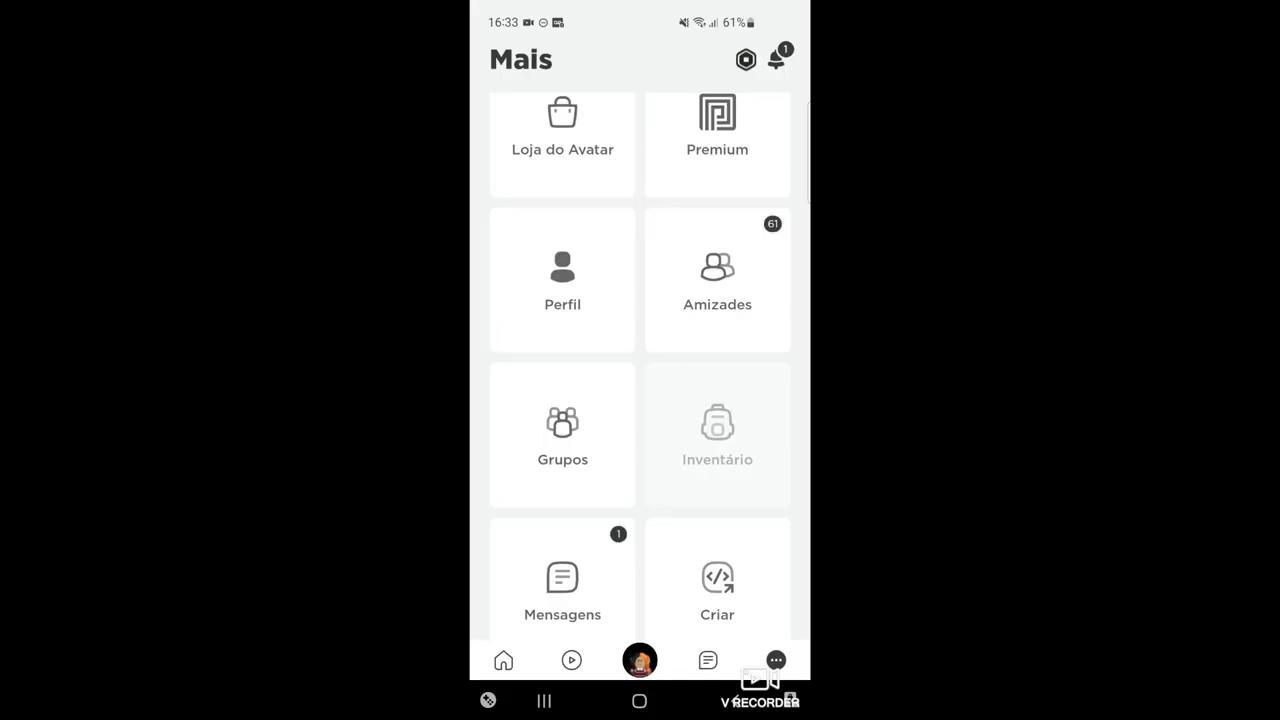 16:33
61%
Mais
1
Loja do Avatar
Premium
61
Perfil
Amizades
Grupos
Inventário
1
Mensagens
Criar
V RECORDER